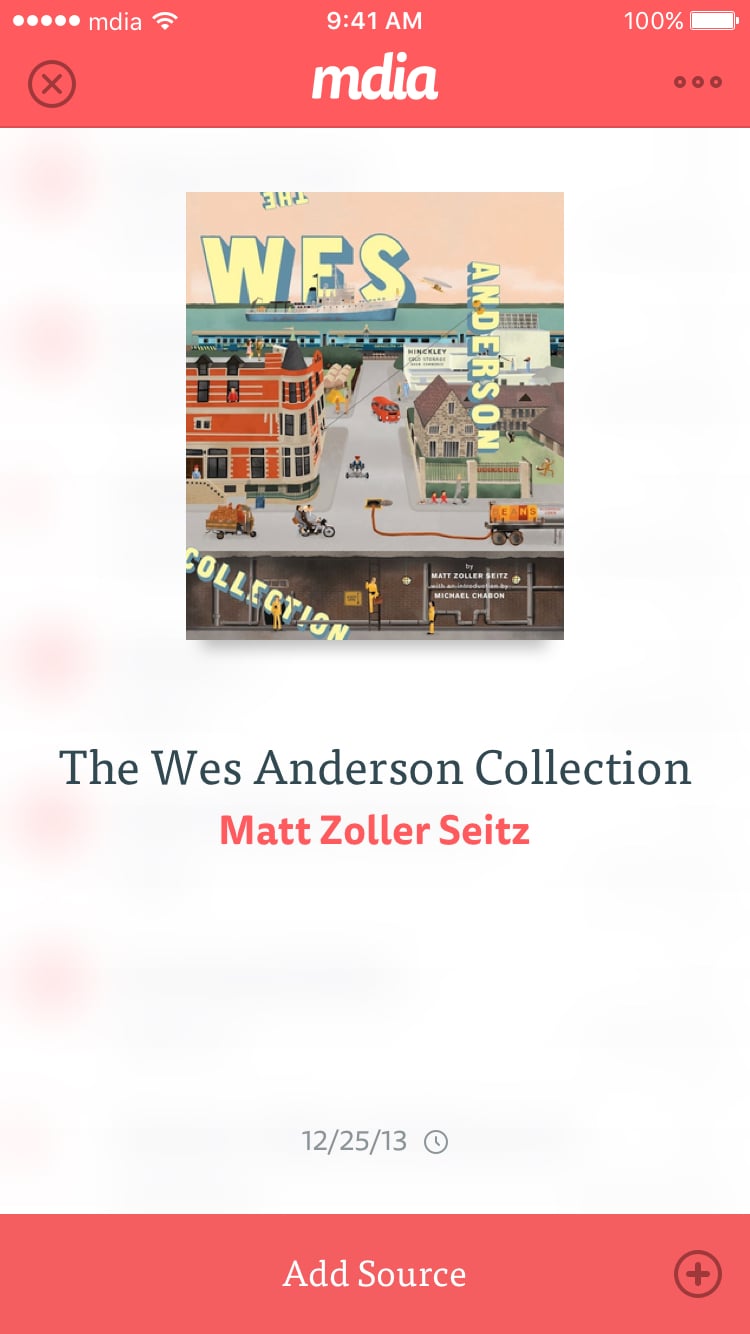 mdia
9:41 AM
100%
mdia
THE
WES
ANDERSON
HINCKLEY
COLD STORAGE
BEANS
COLLECTION
by
MATT ZOLLER SEITZ
with an introduction by
MICHAEL CHABON
The Wes Anderson Collection
Matt Zoller Seitz
12/25/13
Add Source